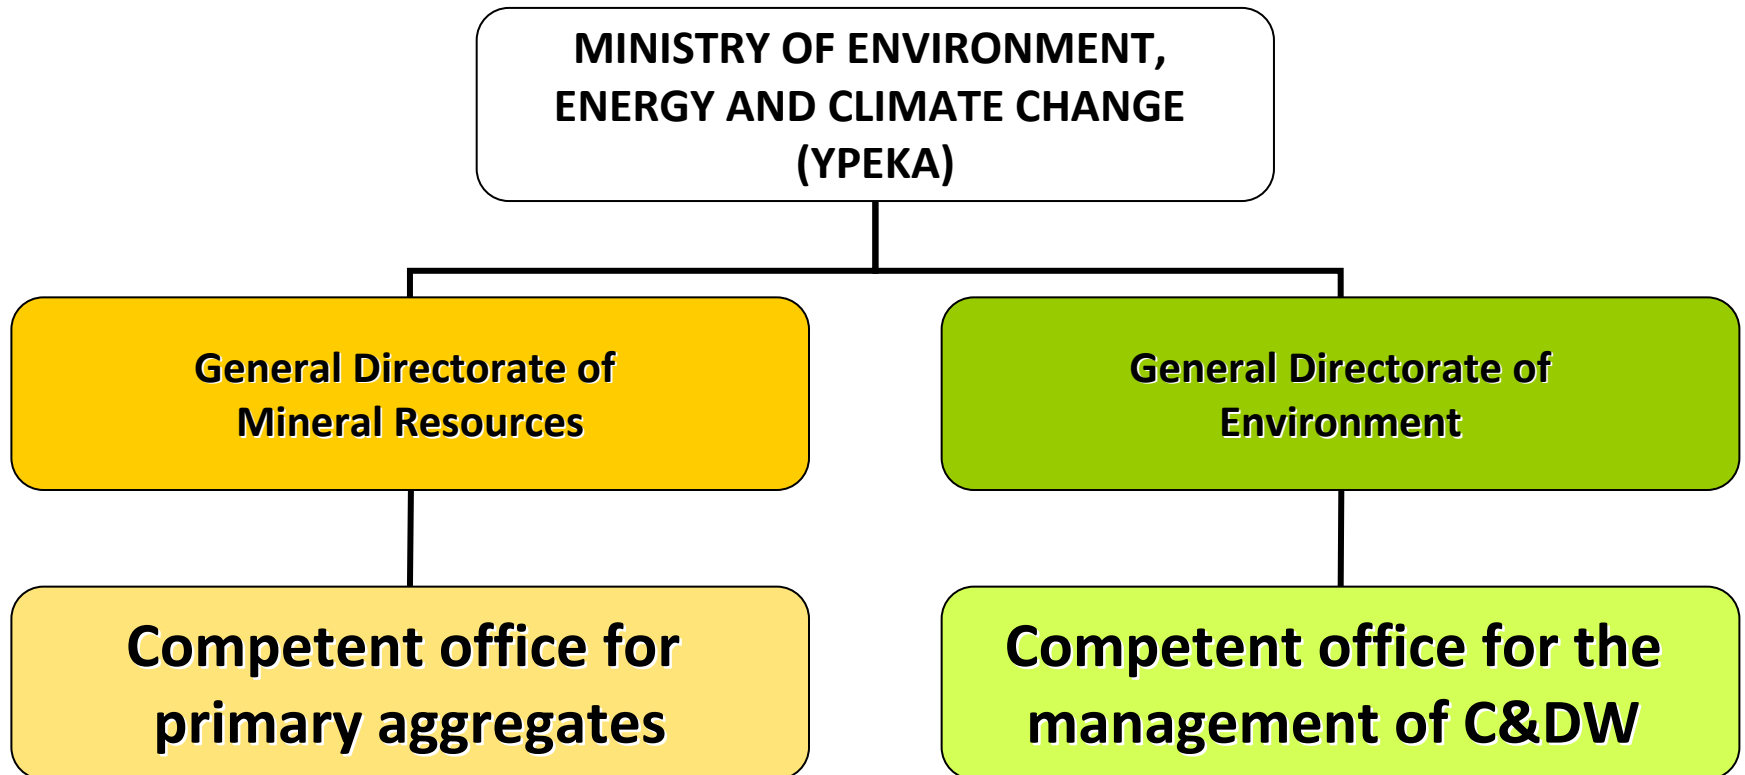 MINISTRY OF ENVIRONMENT,
ENERGY AND CLIMATE CHANGE
(YPEKA)
General Directorate of
Mineral Resources
General Directorate of
Environment
Competent office for
primary aggregates
Competent office for the
management of C&DW